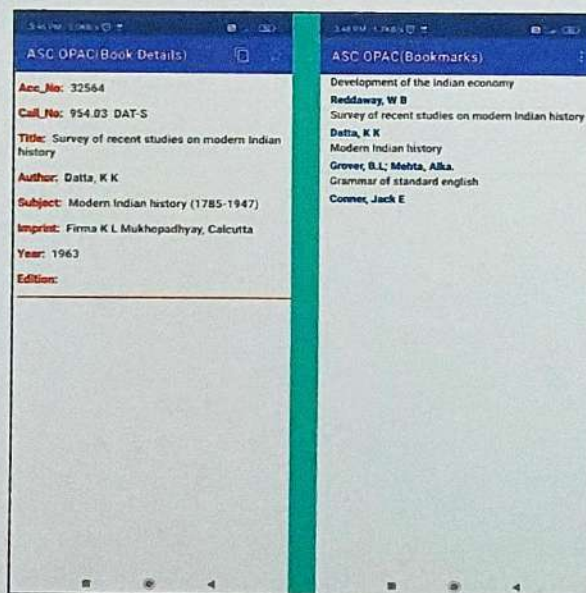 ASC OPAC(Book Details)
Acc_No: 32564
Call_No: 954.03 DAT-S
Title: Survey of recent studies on modern Indian
history
Author: Datta, K K
Subject: Modern Indian history (1785-1947)
Imprint: Firma K L Mukhopadhyay, Calcutta
Year: 1963
Edition:
ASC OPAC(Bookmarks)
Development of the Indian economy
Reddaway, W B
Survey of recent studies on modern Indian history
Datta, K K
Modern Indian history
Grover, B.L; Mehta, Alka.
Grammar of standard english
Conner, Jack E